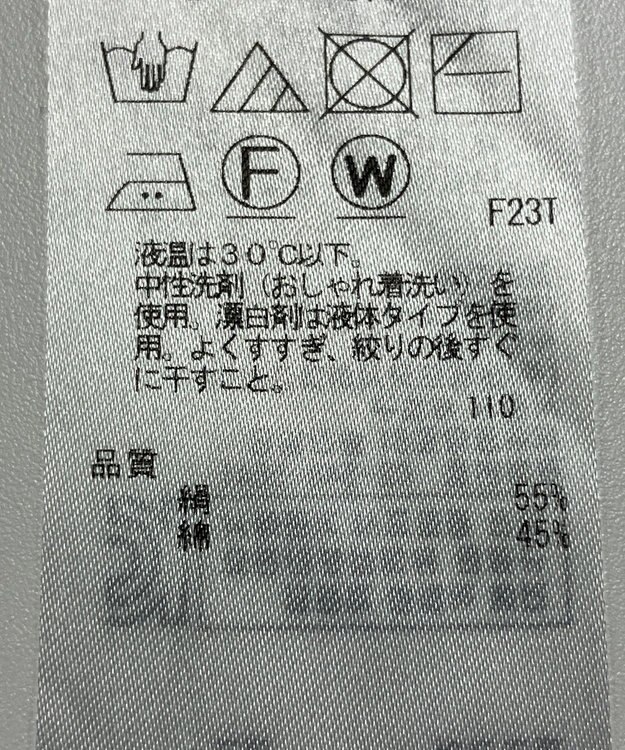 F W
F23T
液温は30℃以下。
中性洗剤（おしゃれ着洗い）を
使用。漂白剤は液体タイプを使
用。よくすすぎ、絞りの後すぐ
に干すこと。
110
品質
絹 55%
綿 45%